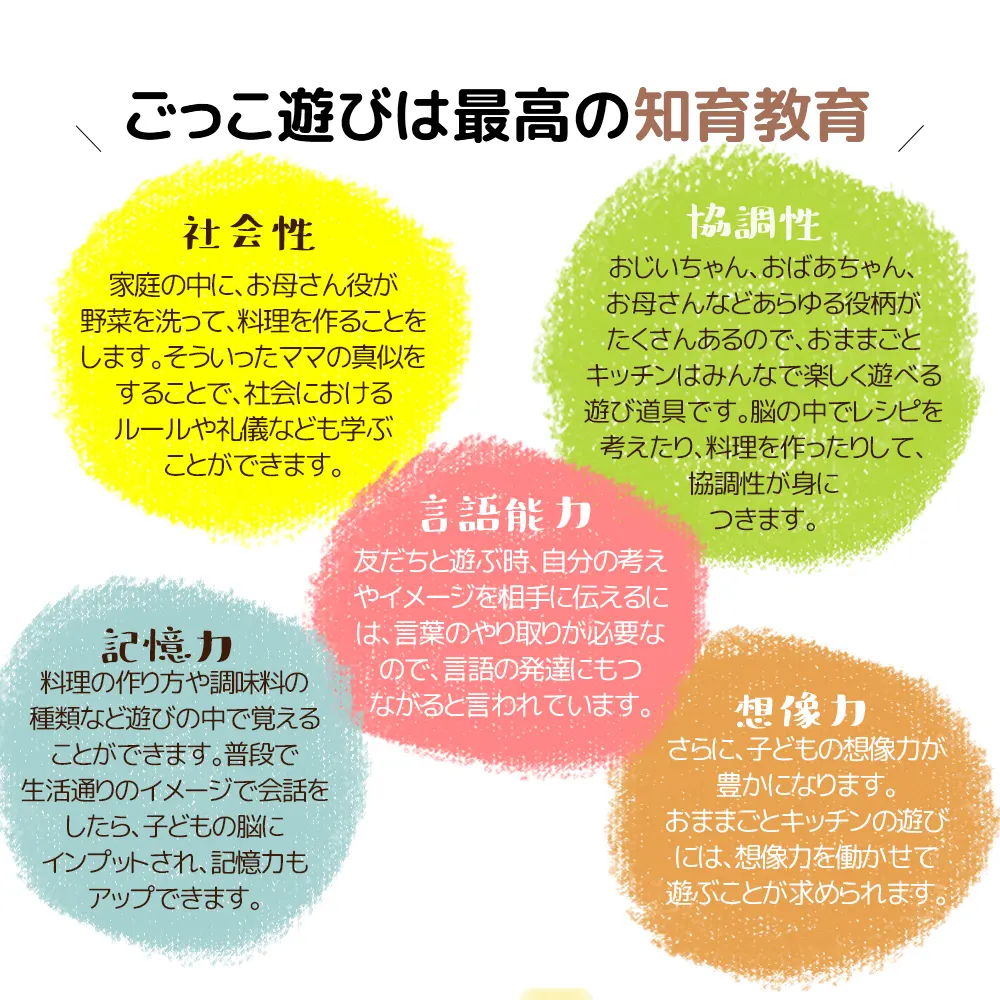 ごっこ遊びは最高の知育教育
社会性
家庭の中に、お母さん役が
野菜を洗って、料理を作ることを
します。そういったママの真似を
することで、社会における
ルールや礼儀なども学ぶ
ことができます。
協調性
おじいちゃん、おばあちゃん、
お母さんなどあらゆる役柄が
たくさんあるので、おままごと
キッチンはみんなで楽しく遊べる
遊び道具です。脳の中でレシピを
考えたり、料理を作ったりして、
協調性が身に
つきます。
言語能力
友だちと遊ぶ時、自分の考え
やイメージを相手に伝えるに
は、言葉のやり取りが必要な
ので、言語の発達にもつ
ながると言われています。
記憶力
料理の作り方や調味料の
種類など遊びの中で覚える
ことができます。普段で
生活通りのイメージで会話を
したら、子どもの脳に
インプットされ、記憶力も
アップできます。
想像力
さらに、子どもの想像力が
豊かになります。
おままごとキッチンの遊び
には、想像力を働かせて
遊ぶことが求められます。